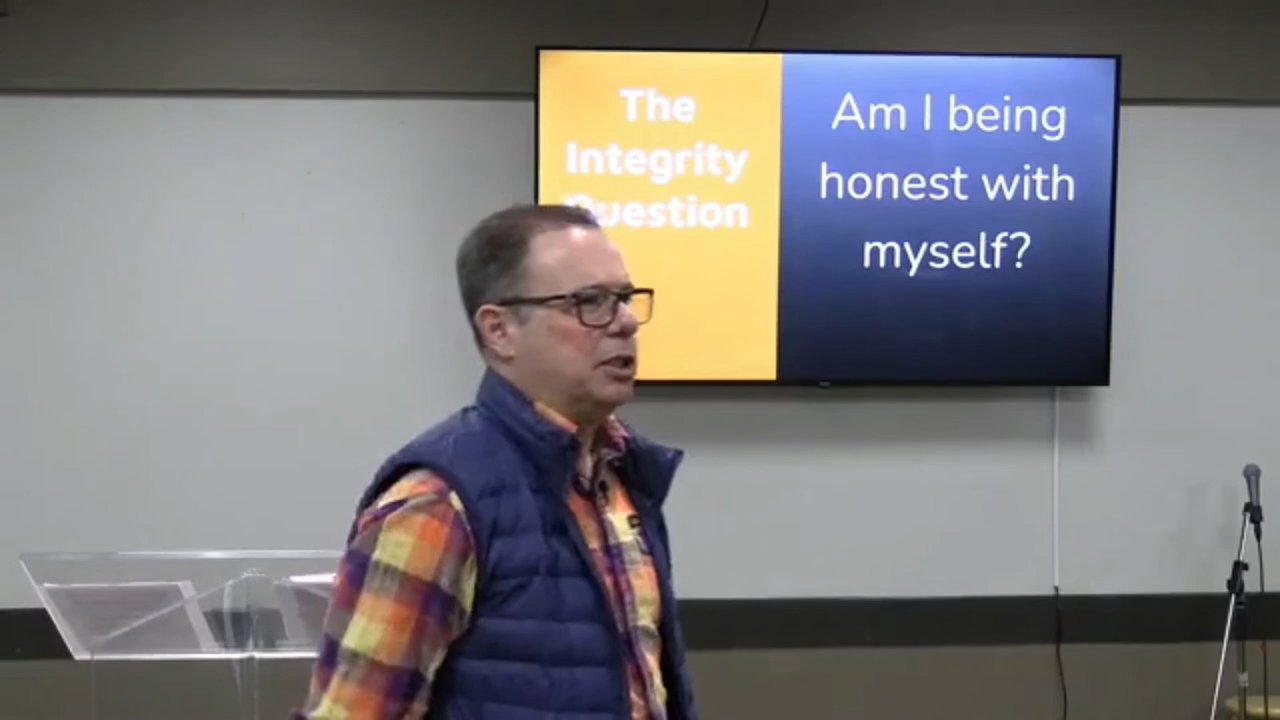 The
Integrity
Question
Am I being
honest with
myself?